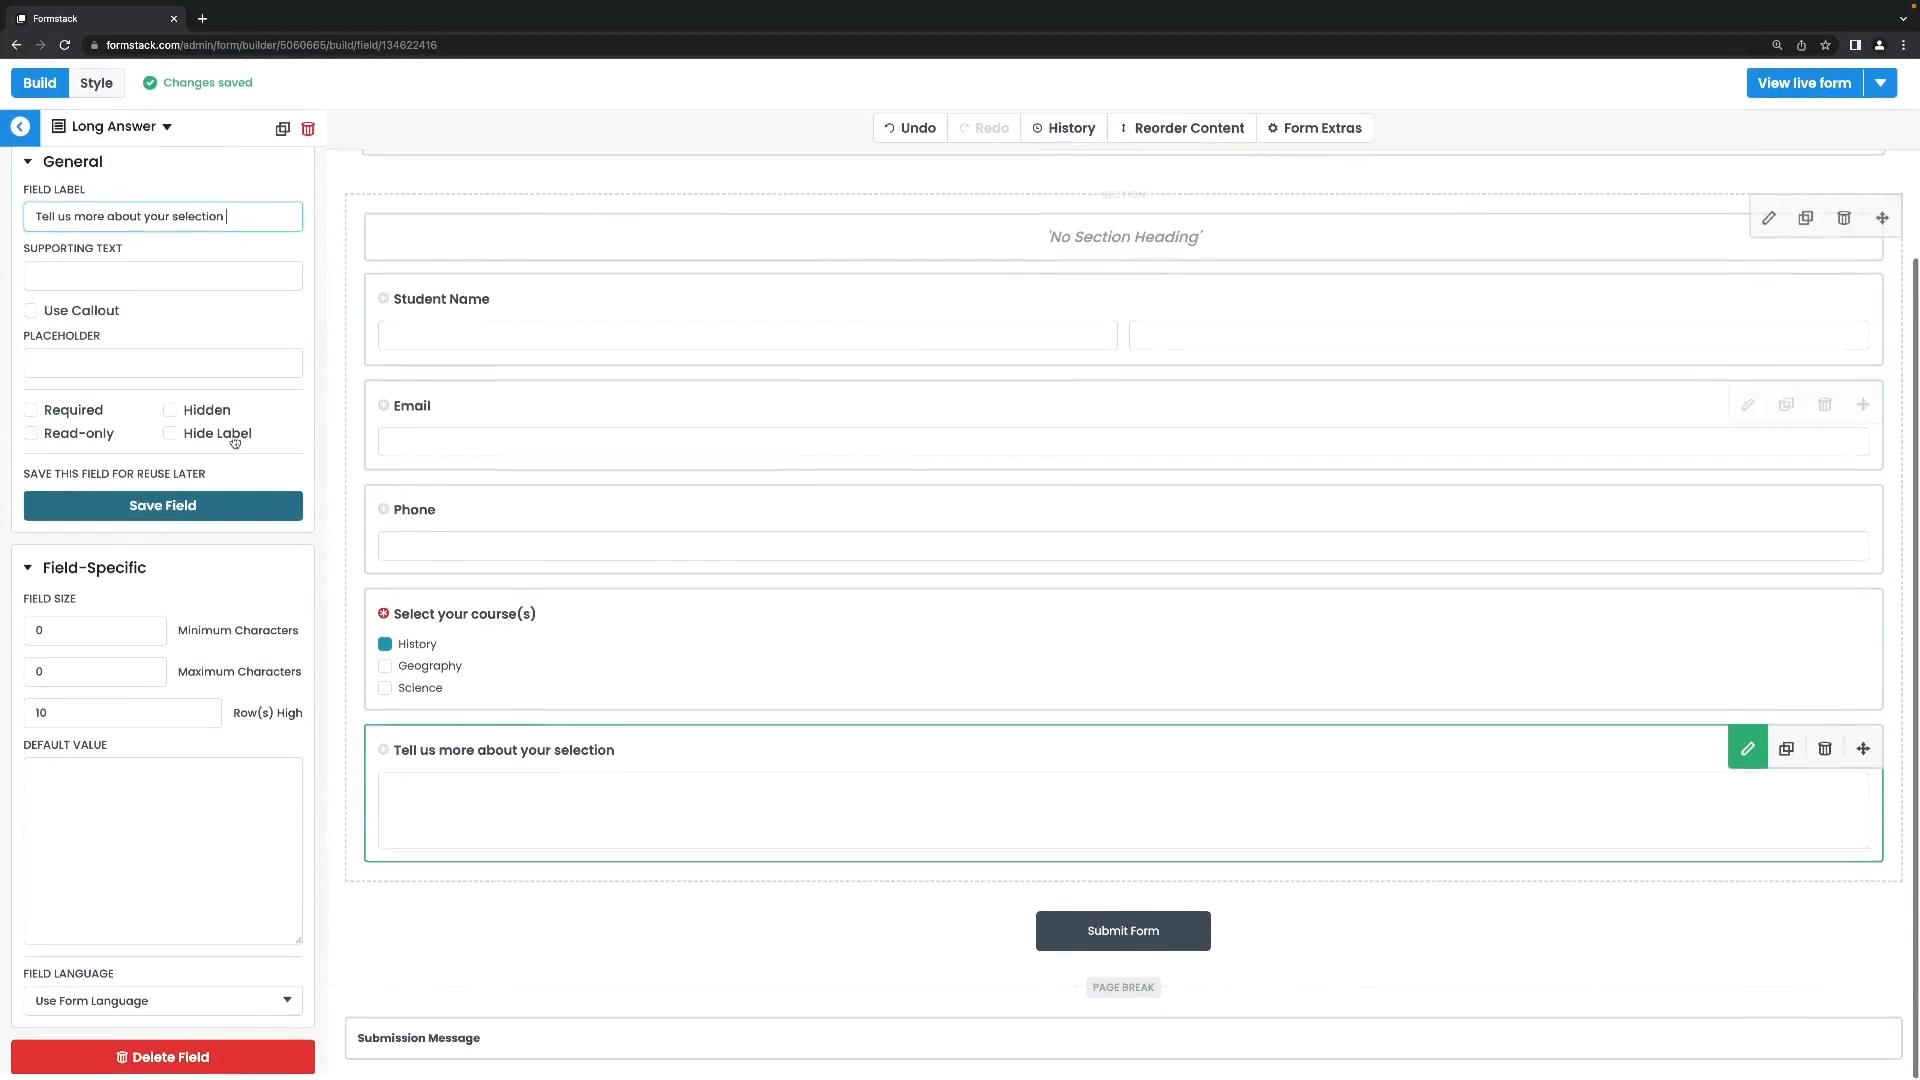 Formstack
formstack.com/admin/form/builder/5060665/build/field/134622416
Build
Style
Changes saved
View live form
Long Answer
Undo
Redo
History
Reorder Content
Form Extras
General
FIELD LABEL
Tell us more about your selection
SUPPORTING TEXT
Use Callout
PLACEHOLDER
Required
Hidden
Read-only
Hide Label
SAVE THIS FIELD FOR REUSE LATER
Save Field
Field-Specific
FIELD SIZE
0
Minimum Characters
0
Maximum Characters
10
Row(s) High
DEFAULT VALUE
FIELD LANGUAGE
Use Form Language
Delete Field
SECTION
'No Section Heading'
Student Name
Email
Phone
Select your course(s)
History
Geography
Science
Tell us more about your selection
Submit Form
PAGE BREAK
Submission Message